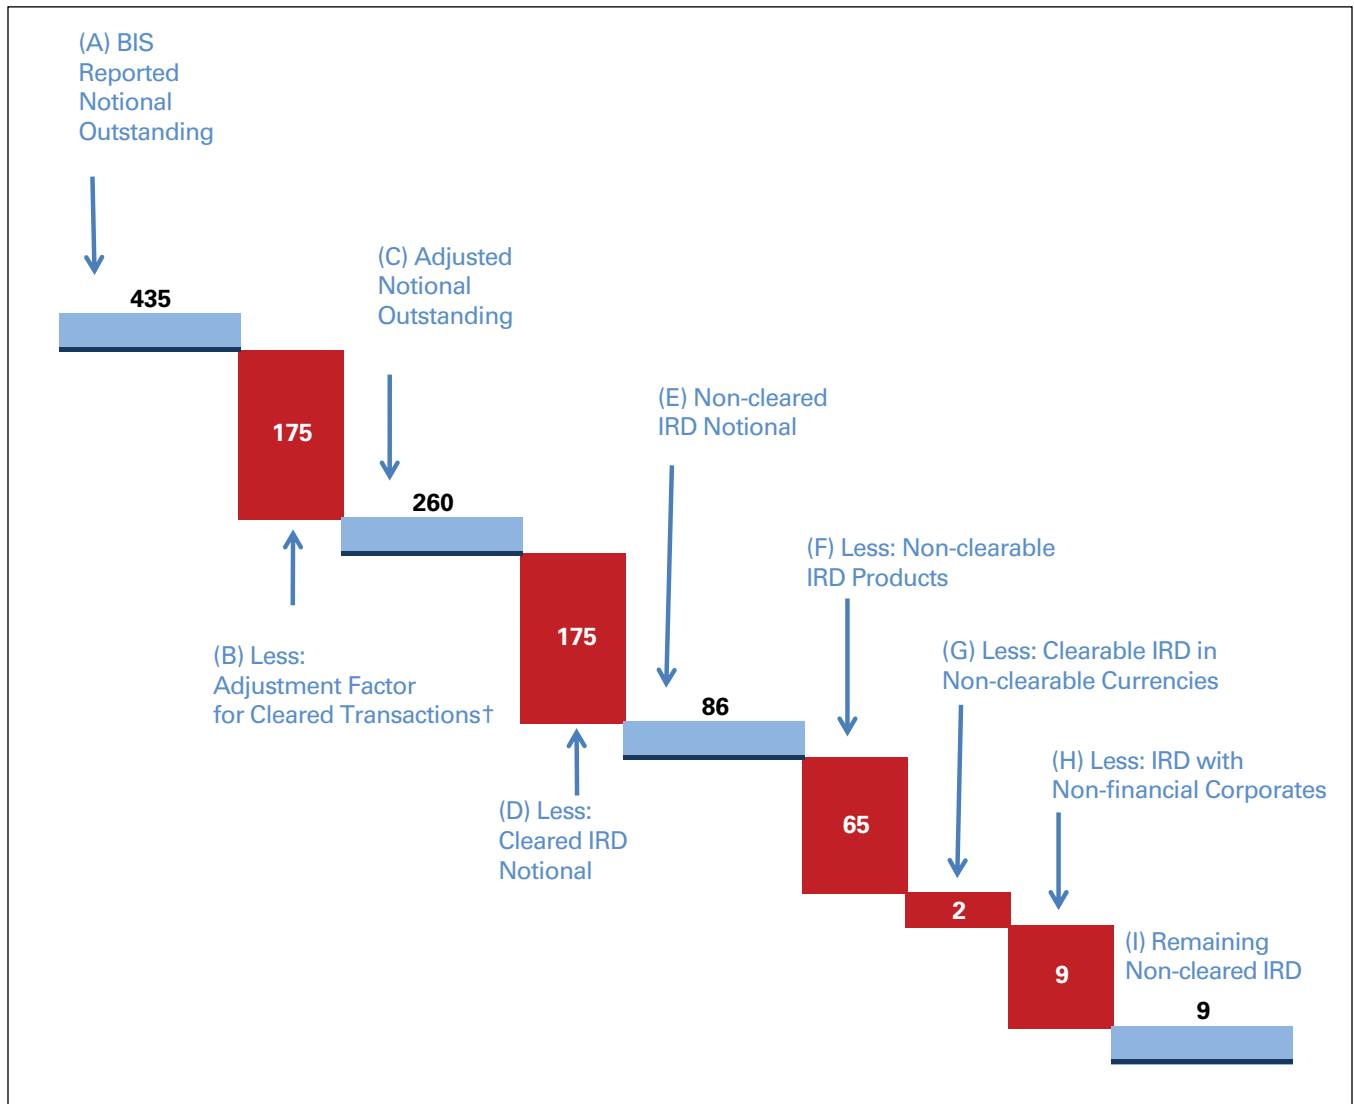 (A) BIS
Reported
Notional
Outstanding
435
175
(B) Less:
Adjustment Factor
for Cleared Transactions†
(C) Adjusted
Notional
Outstanding
260
175
(D) Less:
Cleared IRD
Notional
(E) Non-cleared
IRD Notional
86
(F) Less: Non-clearable
IRD Products
65
(G) Less: Clearable IRD in
Non-clearable Currencies
2
(H) Less: IRD with
Non-financial Corporates
9
(I) Remaining
Non-cleared IRD
9